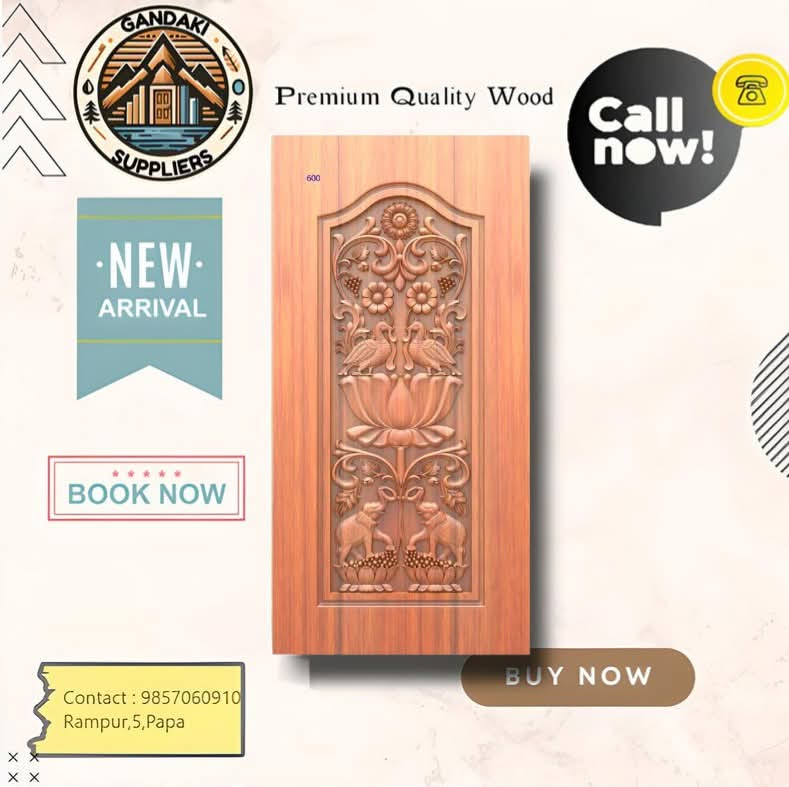 GANDAKI
SUPPLIERS
Premium Quality Wood
Call
now!
600
·NEW·
ARRIVAL
BOOK NOW
BUY NOW
Contact : 9857060910
Rampur,5,Papa